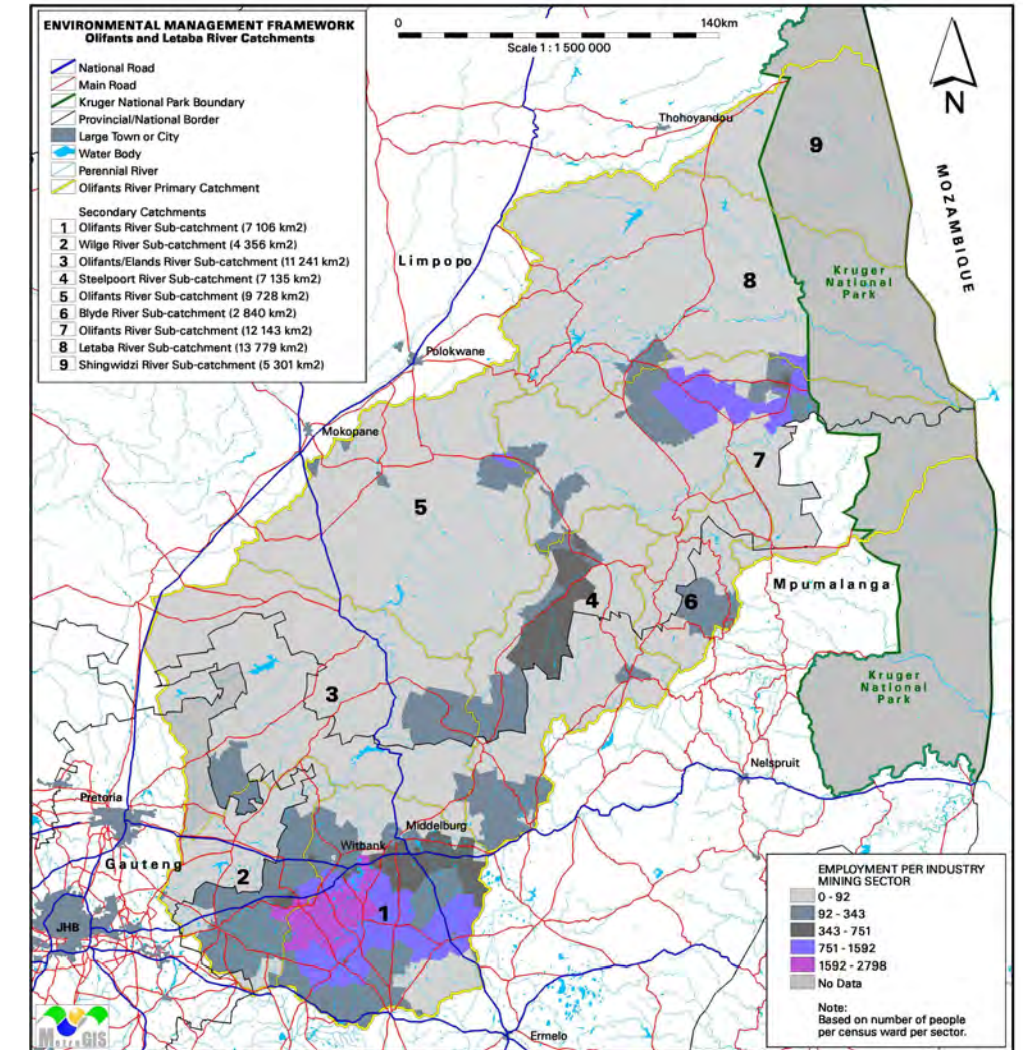 ENVIRONMENTAL MANAGEMENT FRAMEWORK
Olifants and Letaba River Catchments
National Road
Main Road
Kruger National Park Boundary
Provincial/National Border
Large Town or City
Water Body
Perennial River
Olifants River Primary Catchment
Secondary Catchments
1 Olifants River Sub-catchment (7 106 km2)
2 Wilge River Sub-catchment (4 356 km2)
3 Olifants/Elands River Sub-catchment (11 241 km2)
4 Steelpoort River Sub-catchment (7 135 km2)
5 Olifants River Sub-catchment (9 728 km2)
6 Blyde River Sub-catchment (2 840 km2)
7 Olifants River Sub-catchment (12 143 km2)
8 Letaba River Sub-catchment (13 779 km2)
9 Shingwidzi River Sub-catchment (5 301 km2)
0 140km
Scale 1 : 1 500 000
N
Thohoyandou
9
MOZAMBIQUE
Limpopo
8
Kruger
National
Park
Polokwane
Mokopane
7
5
Mpumalanga
4
6
Kruger
National
Park
3
Nelspruit
Pretoria
Middelburg
Witbank
Gauteng
2
1
JHB
Ermelo
EMPLOYMENT PER INDUSTRY
MINING SECTOR
0 - 92
92 - 343
343 - 751
751 - 1592
1592 - 2798
No Data
Note:
Based on number of people
per census ward per sector.
MetroGIS